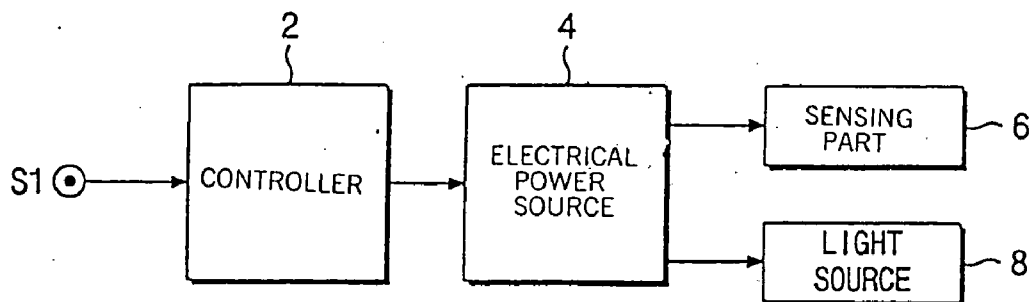 2
4
SENSING
PART
6
S1
CONTROLLER
ELECTRICAL
POWER
SOURCE
LIGHT
SOURCE
8